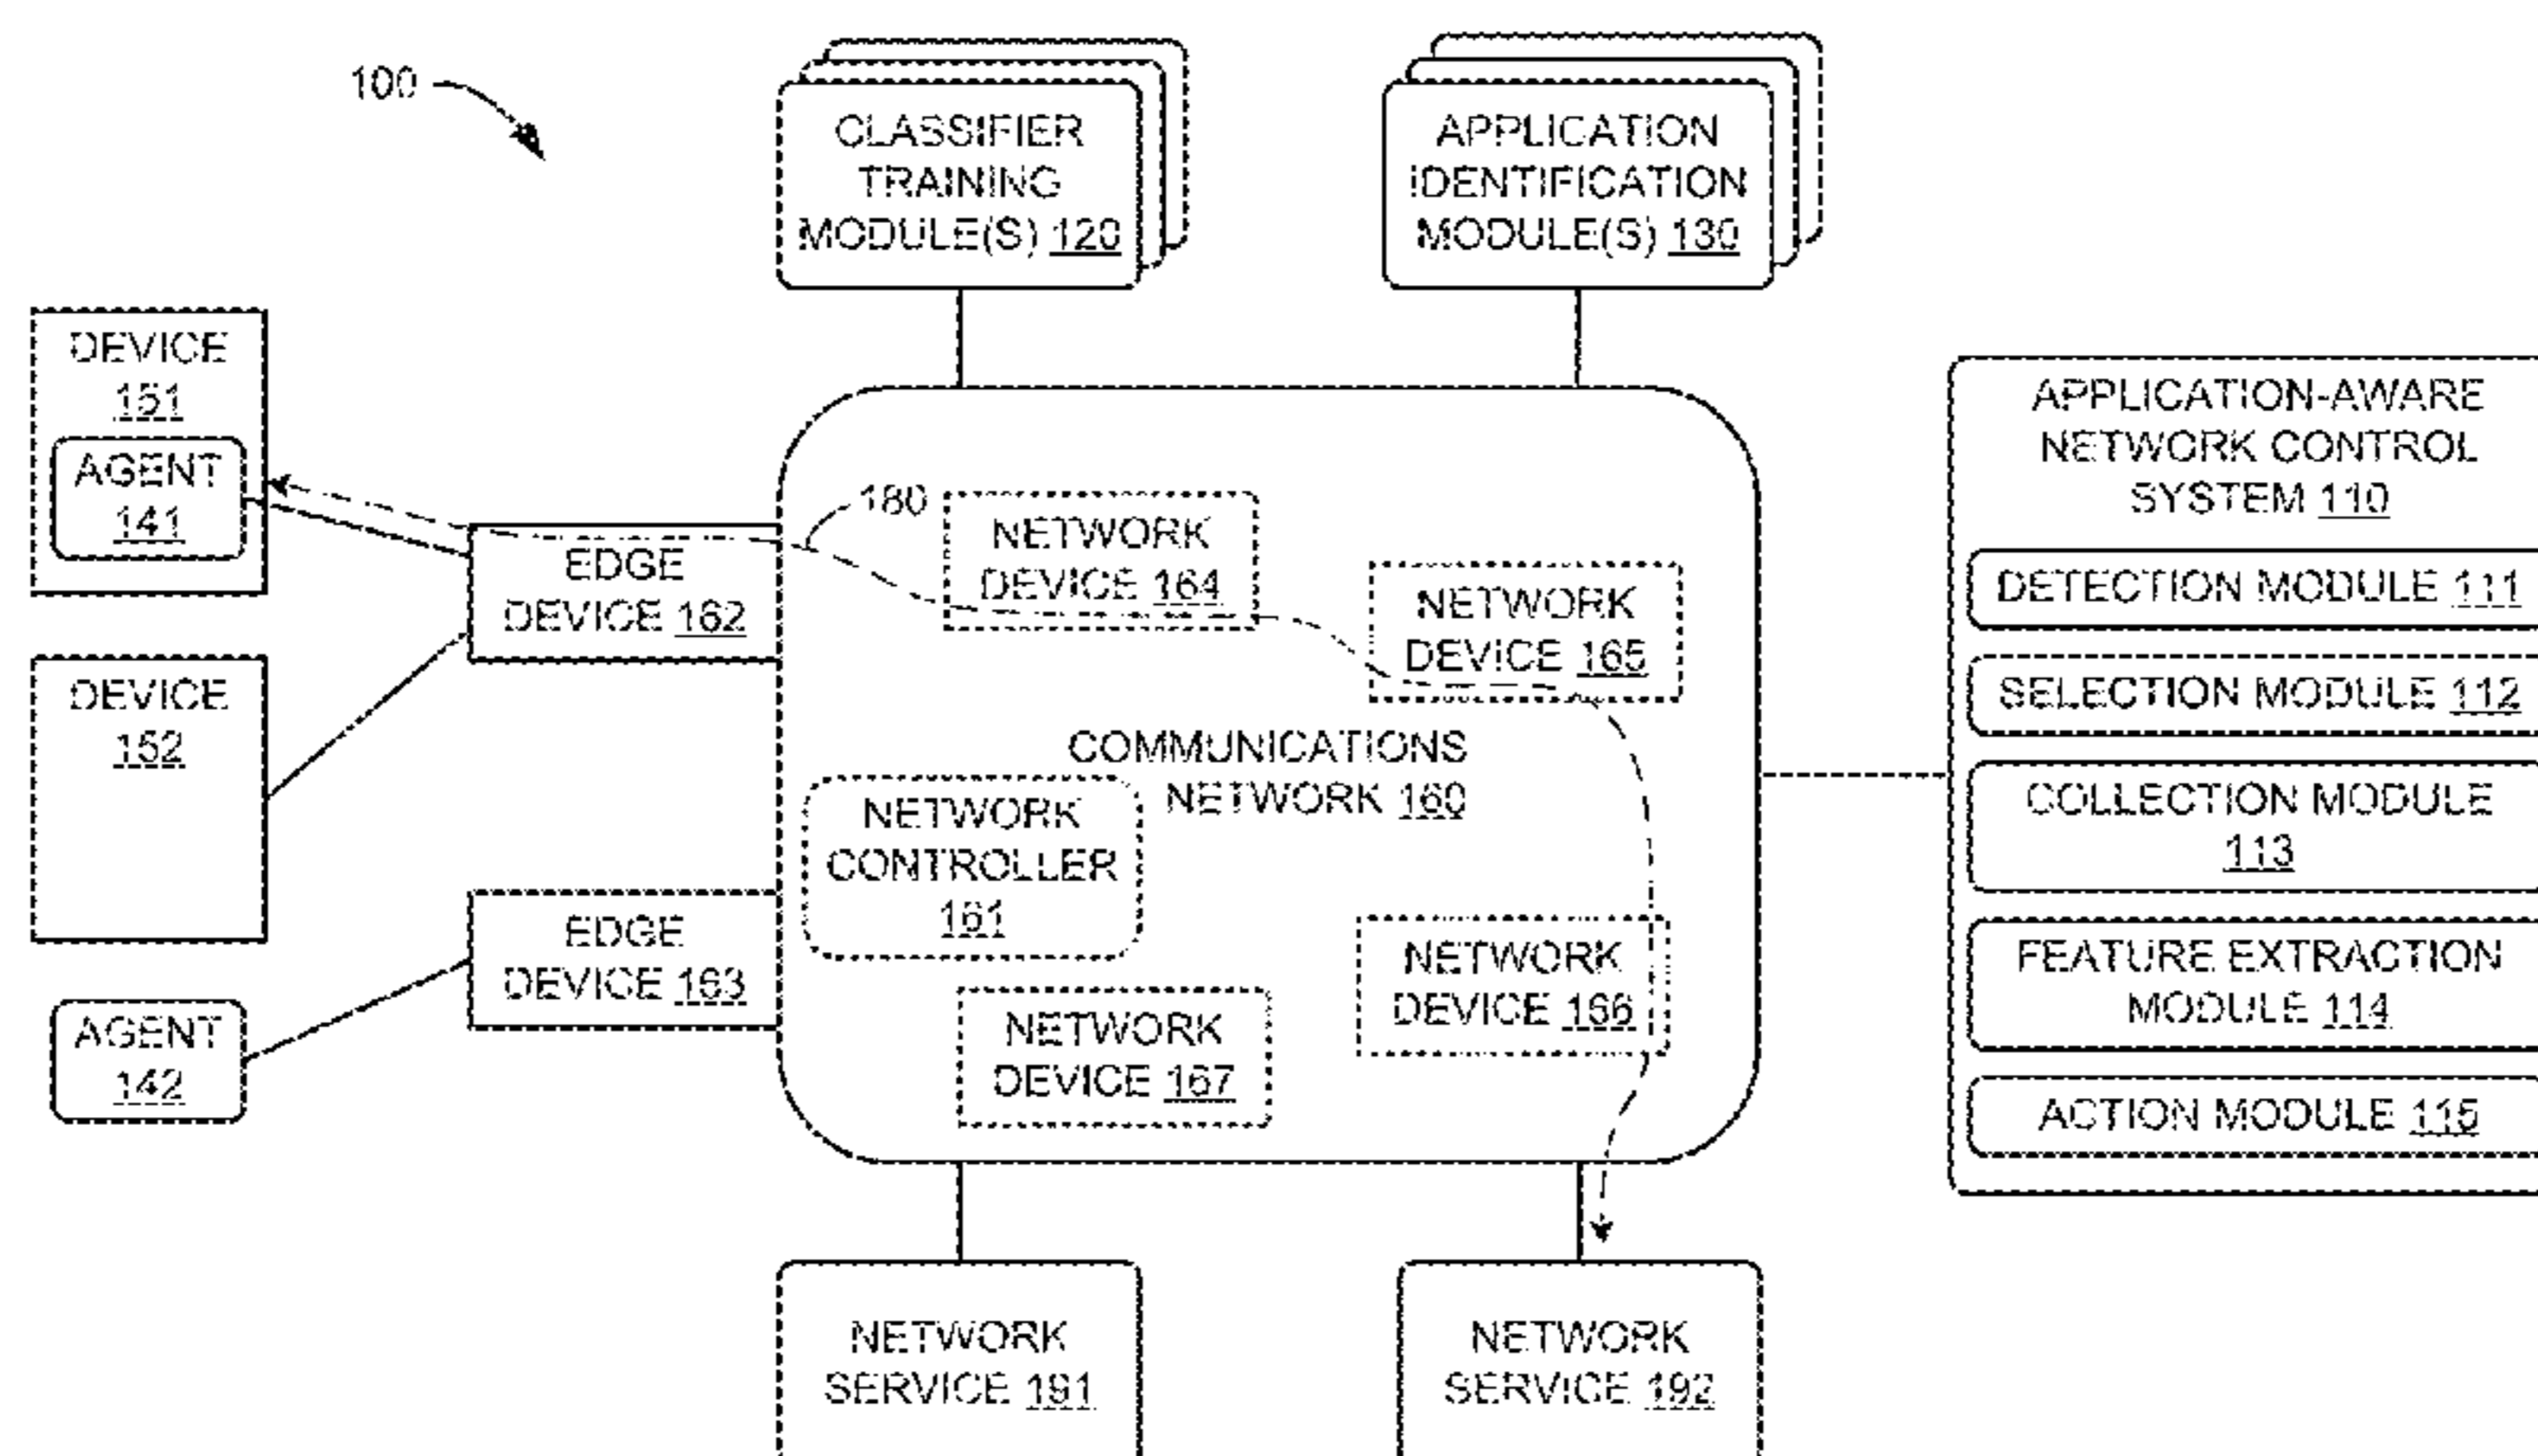 100
CLASSIFIER
TRAINING
MODULE(S) 120
APPLICATION
IDENTIFICATION
MODULE(S) 130
DEVICE
151
AGENT
141
DEVICE
152
AGENT
142
EDGE
DEVICE 162
EDGE
DEVICE 163
180
NETWORK
DEVICE 164
NETWORK
DEVICE 165
COMMUNICATIONS
NETWORK 160
NETWORK
CONTROLLER
161
NETWORK
DEVICE 166
NETWORK
DEVICE 167
APPLICATION-AWARE
NETWORK CONTROL
SYSTEM 110
DETECTION MODULE 111
SELECTION MODULE 112
COLLECTION MODULE
113
FEATURE EXTRACTION
MODULE 114
ACTION MODULE 115
NETWORK
SERVICE 191
NETWORK
SERVICE 192